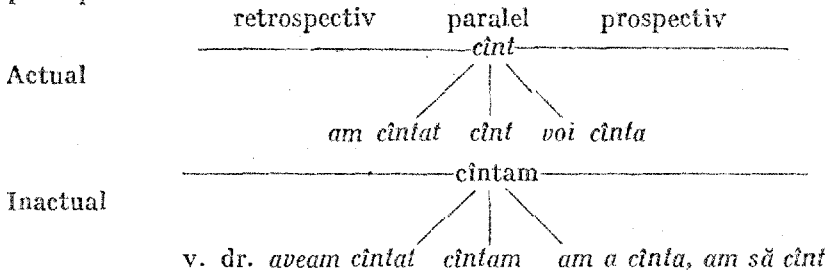 retrospectiv paralel prospectiv
cînt
Actual
am cîntat cînt voi cînta
cîntam
Inactual
v. dr. aveam cîntat cîntam am a cînta, am să cînt